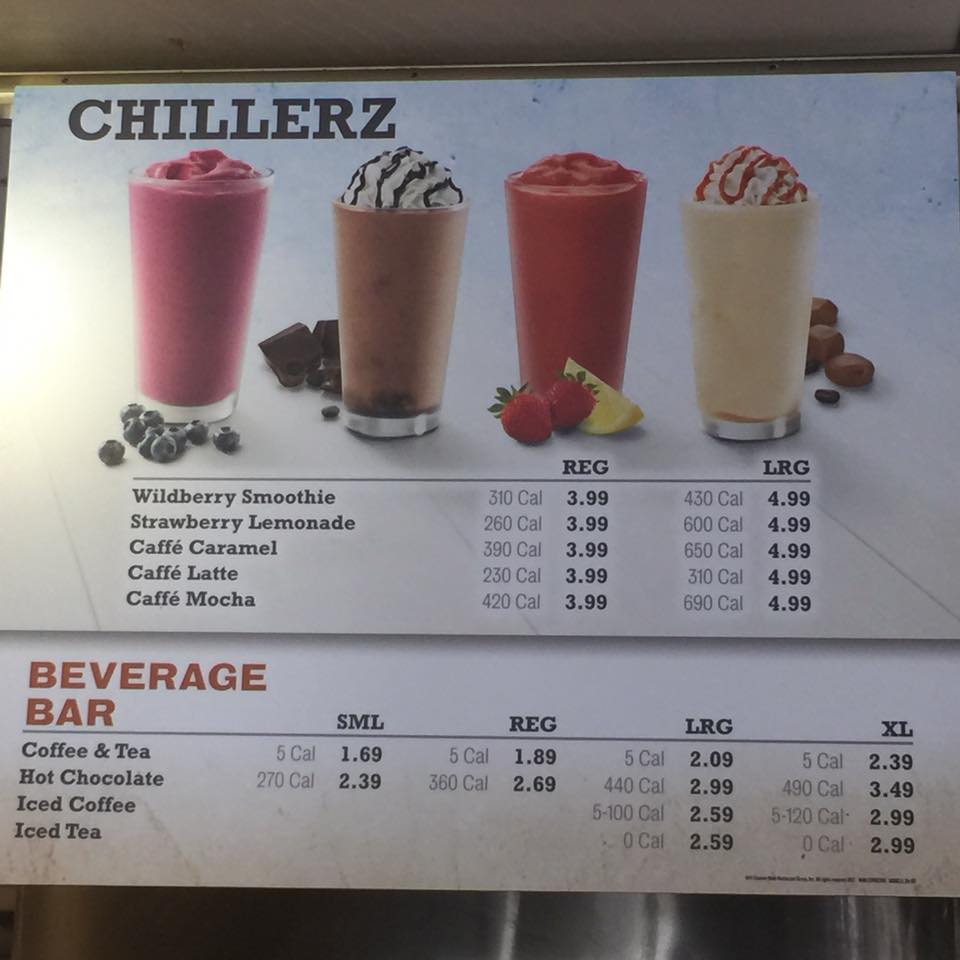 CHILLERZ
REG LRG
Wildberry Smoothie 310 Cal 3.99 430 Cal 4.99
Strawberry Lemonade 260 Cal 3.99 600 Cal 4.99
Caffé Caramel 390 Cal 3.99 650 Cal 4.99
Caffé Latte 230 Cal 3.99 310 Cal 4.99
Caffé Mocha 420 Cal 3.99 690 Cal 4.99
BEVERAGE
BAR
SML REG LRG XL
Coffee & Tea 5 Cal 1.69 5 Cal 1.89 5 Cal 2.09 5 Cal 2.39
Hot Chocolate 270 Cal 2.39 360 Cal 2.69 440 Cal 2.99 490 Cal 3.49
Iced Coffee 5-100 Cal 2.59 5-120 Cal 2.99
Iced Tea 0 Cal 2.59 0 Cal 2.99